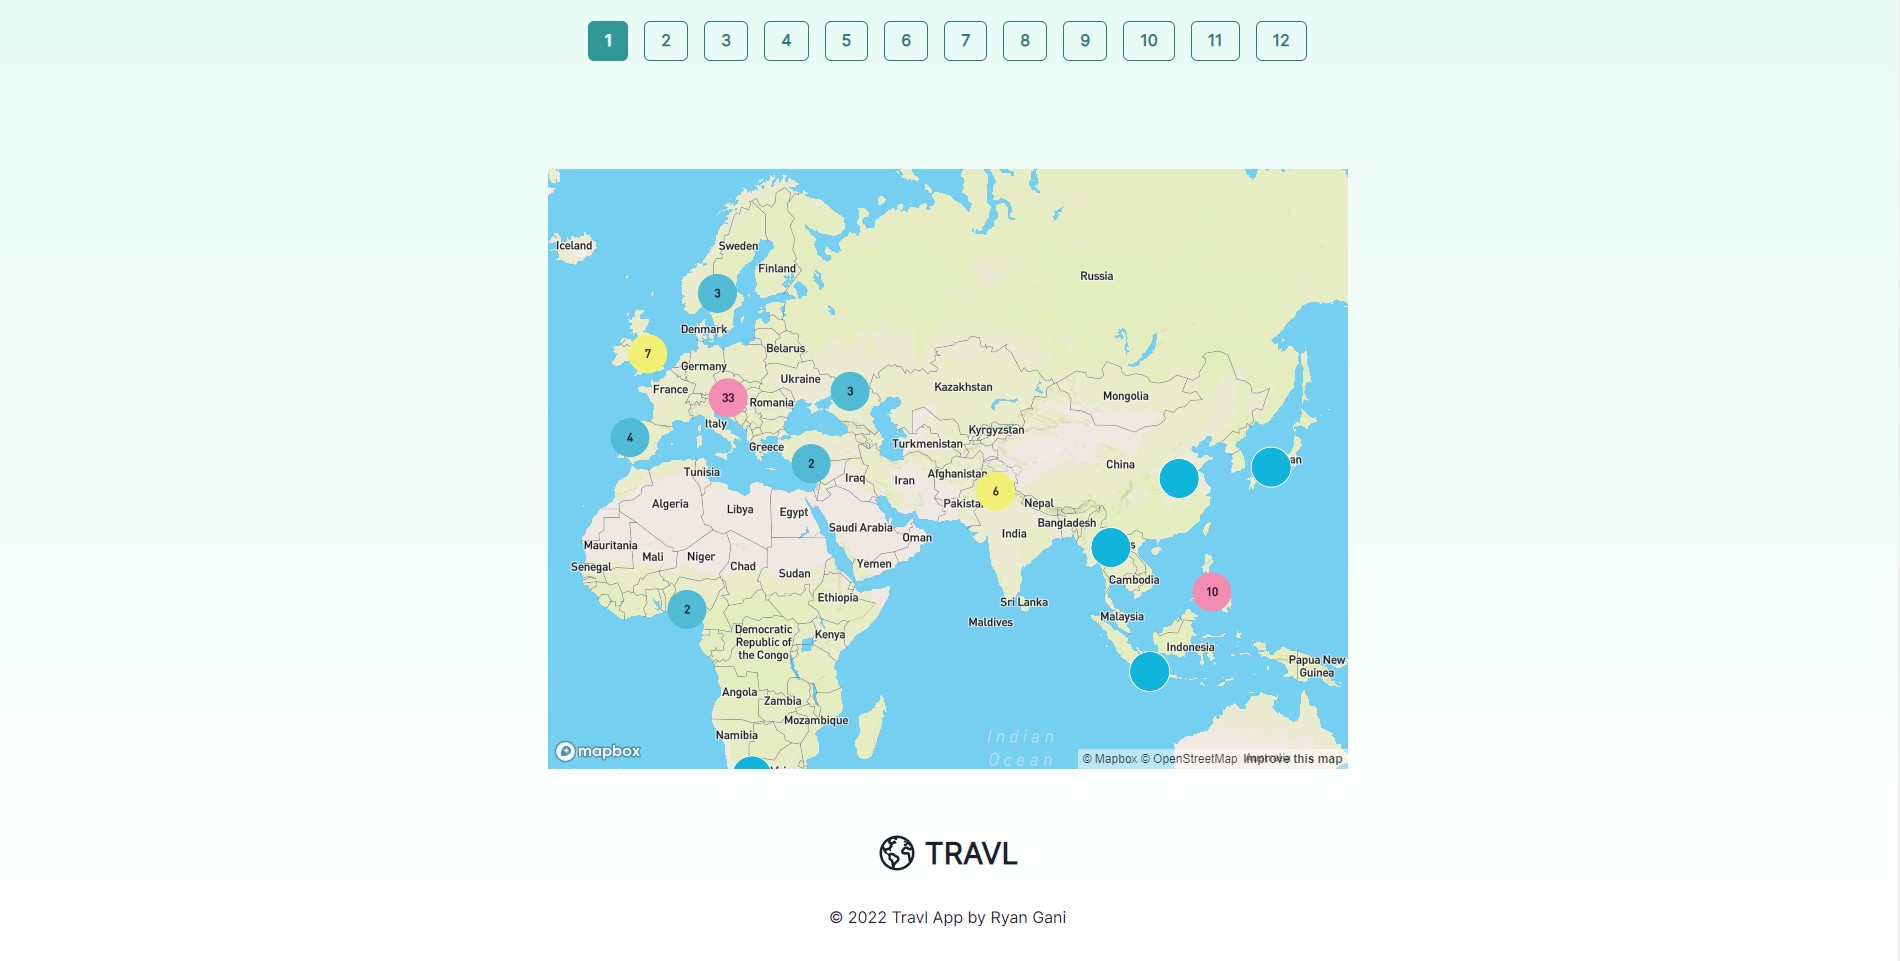 1 2 3 4 5 6 7 8 9 10 11 12
Iceland
Sweden
Finland
Russia
3
Denmark
7
Belarus
Germany
Ukraine
France
33
Romania
3
Kazakhstan
Mongolia
Italy
4
Greece
Kyrgyzstan
Turkmenistan
2
Tunisia
Iraq
Iran
Afghanistan
China
an
6
Algeria
Libya
Egypt
Pakista
Nepal
Saudi Arabia
Bangladesh
India
Oman
Mauritania
Mali
Niger
Chad
Sudan
Yemen
s
Senegal
Cambodia
10
Ethiopia
2
Sri Lanka
Malaysia
Maldives
Democratic
Republic of
the Congo
Kenya
Indonesia
Papua New
Guinea
Angola
Zambia
Mozambique
Namibia
Indian
Ocean
mapbox
© Mapbox © OpenStreetMap Improve this map
TRAVL
© 2022 Travl App by Ryan Gani